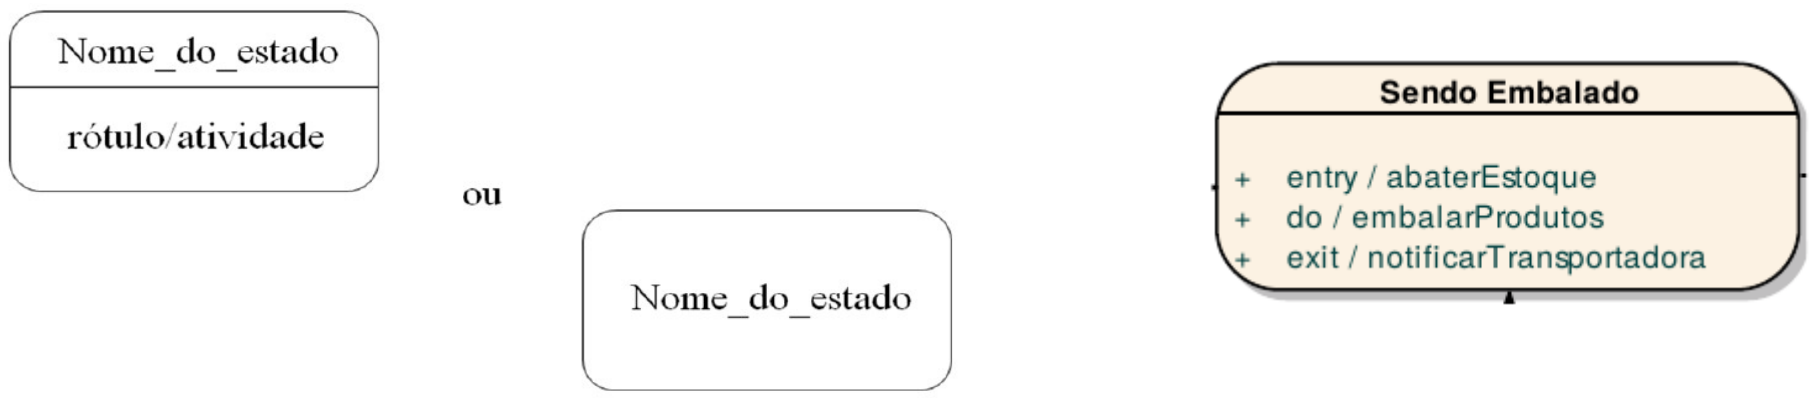 Nome_do_estado
rótulo/atividade
ou
Nome_do_estado
Sendo Embalado
+ entry / abaterEstoque
+ do / embalarProdutos
+ exit / notificarTransportadora